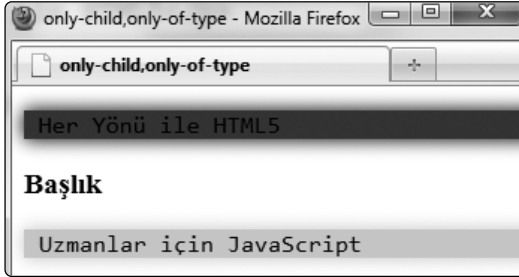 only-child,only-of-type - Mozilla Firefox
only-child,only-of-type
Her Yönü ile HTML5
Başlık
Uzmanlar için JavaScript